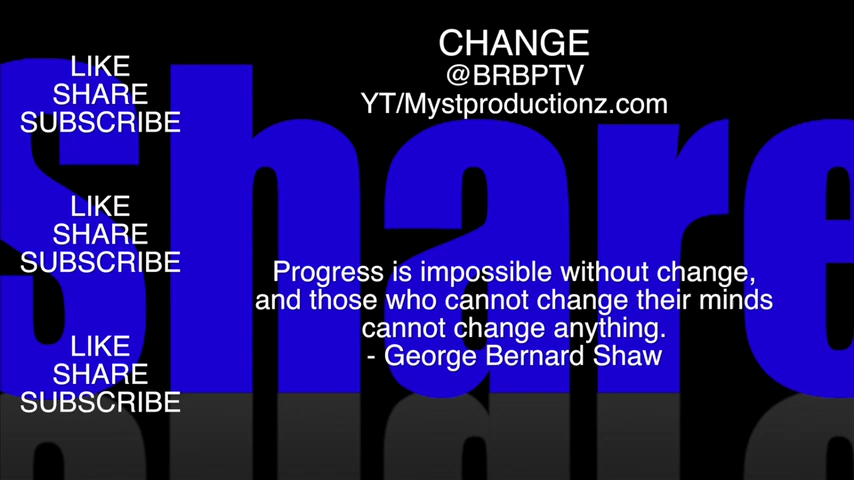 Share
LIKE
SHARE
SUBSCRIBE
LIKE
SHARE
SUBSCRIBE
LIKE
SHARE
SUBSCRIBE
CHANGE
@BRBPTV
YT/Mystproductionz.com
Progress is impossible without change,
and those who cannot change their minds
cannot change anything.
- George Bernard Shaw